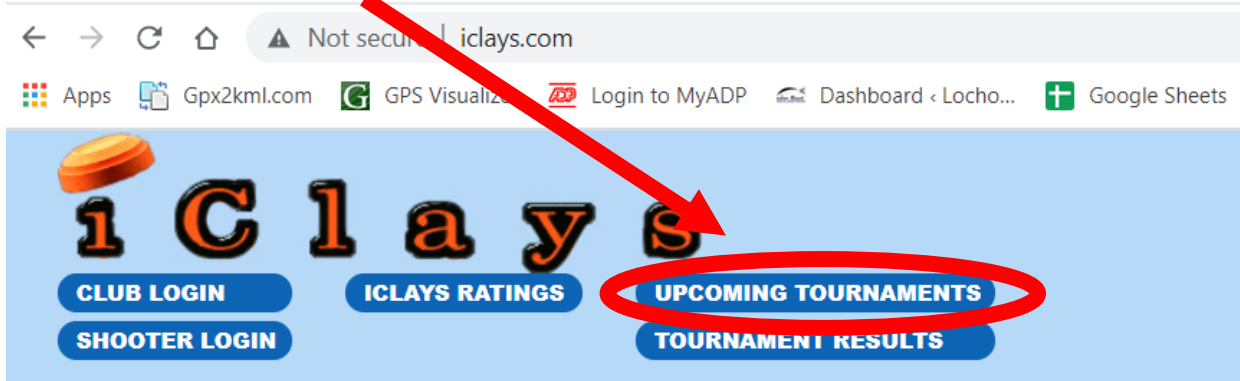 Not secure iclays.com
Apps Gpx2kml.com GPS Visualize Login to MyADP Dashboard ‹ Locho... Google Sheets
iClays
CLUB LOGIN ICLAYS RATINGS UPCOMING TOURNAMENTS
SHOOTER LOGIN TOURNAMENT RESULTS